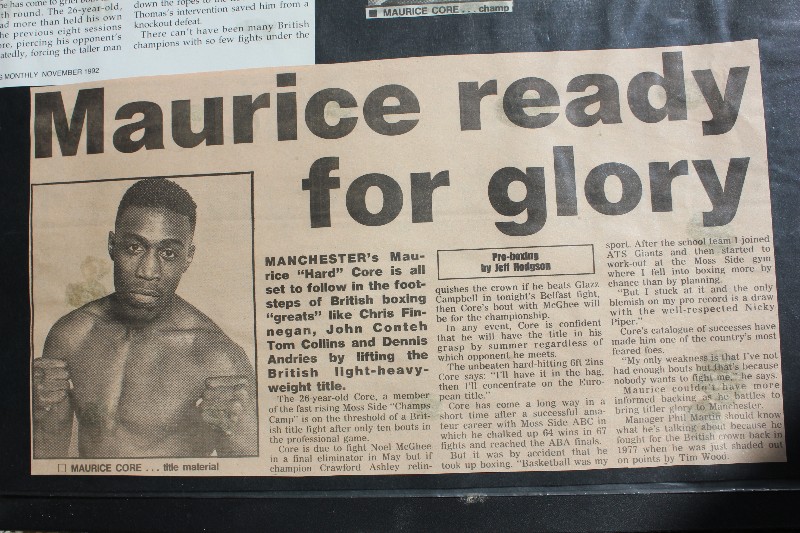 he has come to grief
th round. The 26-year-old,
ad more than held his own
he previous eight sessions
ore, piercing his opponent's
atedly, forcing the taller man
down the ropes to
Thomas's intervention saved him from a
knockout defeat.
There can't have been many British
champions with so few fights under the
S MONTHLY NOVEMBER 1992
MAURICE CORE... champ
Maurice ready
for glory
MAURICE CORE... title material
MANCHESTER's Mau-
rice "Hard" Core is all
set to follow in the foot-
steps of British boxing
"greats" like Chris Fin-
negan, John Conteh
Tom Collins and Dennis
Andries by lifting the
British light-heavy-
weight title.
The 26-year-old Core, a member
of the fast rising Moss Side "Champs
Camp" is on the threshold of a Brit-
ish title fight after only ten bouts in
the professional game.
Core is due to fight Noel McGhee
in a final eliminator in May but if
champion Crawford Ashley relin-
Pro-boxing
by Jeff Hodgson
quishes the crown if he beats Glazz
Campbell in tonight's Belfast fight,
then Core's bout with McGhee will
be for the championship.
In any event, Core is confident
that he will have the title in his
grasp by summer regardless of
which opponent he meets.
The unbeaten hard-hitting 6ft 2ins
Core says: "I'll have it in the bag,
then I'll concentrate on the Euro-
pean title."
Core has come a long way in a
short time after a successful ama-
teur career with Moss Side ABC in
which he chalked up 64 wins in 67
fights and reached the ABA finals.
But it was by accident that he
took up boxing. "Basketball was my
sport. After the school team I joined
ATS Giants and then started to
work-out at the Moss Side gym
where I fell into boxing more by
chance than by planning.
"But I stuck at it and the only
blemish on my pro record is a draw
with the well-respected Nicky
Piper."
Core's catalogue of successes have
made him one of the country's most
feared foes.
"My only weakness is that I've not
had enough bouts but that's because
nobody wants to fight me," he says.
Maurice couldn't have more
informed backing as he battles to
bring titler glory to Manchester.
Manager Phil Martin should know
what he's talking about because he
fought for the British crown back in
1977 when he was just shaded out
on points by Tim Wood.